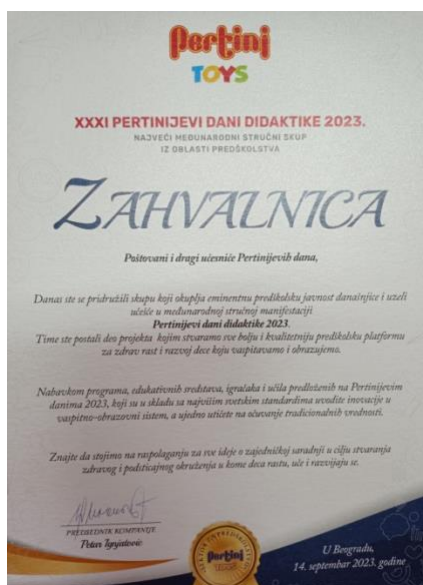 Pertini
TOYS
XXXI PERTINIJEVI DANI DIDAKTIKE 2023.
NAJVEĆI MEĐUNARODNI STRUČNI SKUP
IZ OBLASTI PREDŠKOLSTVA
ZAHVALNICA
Poštovani i dragi učesniče Pertinijevih dana,
Danas ste se pridružili skupu koji okuplja eminentnu predškolsku javnost današnjice i uzeli
učešće u međunarodnoj stručnoj manifestaciji
Pertinijevi dani didaktike 2023.
Time ste postali deo projekta kojim stvaramo sve bolju i kvalitetniju predškolsku platformu
za zdrav rast i razvoj dece koju vaspitavamo i obrazujemo.
Nabavkom programa, edukativnih sredstava, igračaka i učila predloženih na Pertinijevim
danima 2023, koji su u skladu sa najvišim svetskim standardima uvodite inovacije u
vaspitno-obrazovni sistem, a ujedno utičete na očuvanje tradicionalnih vrednosti.
Znajte da stojimo na raspolaganju za sve ideje o zajedničkoj saradnji u cilju stvaranja
zdravog i podsticajnog okruženja u kome deca rastu, uče i razvijaju se.
PREDSEDNIK KOMPANIJE
Petar Ignjatović
Pertini
TOYS
U Beogradu,
14. septembar 2023. godine